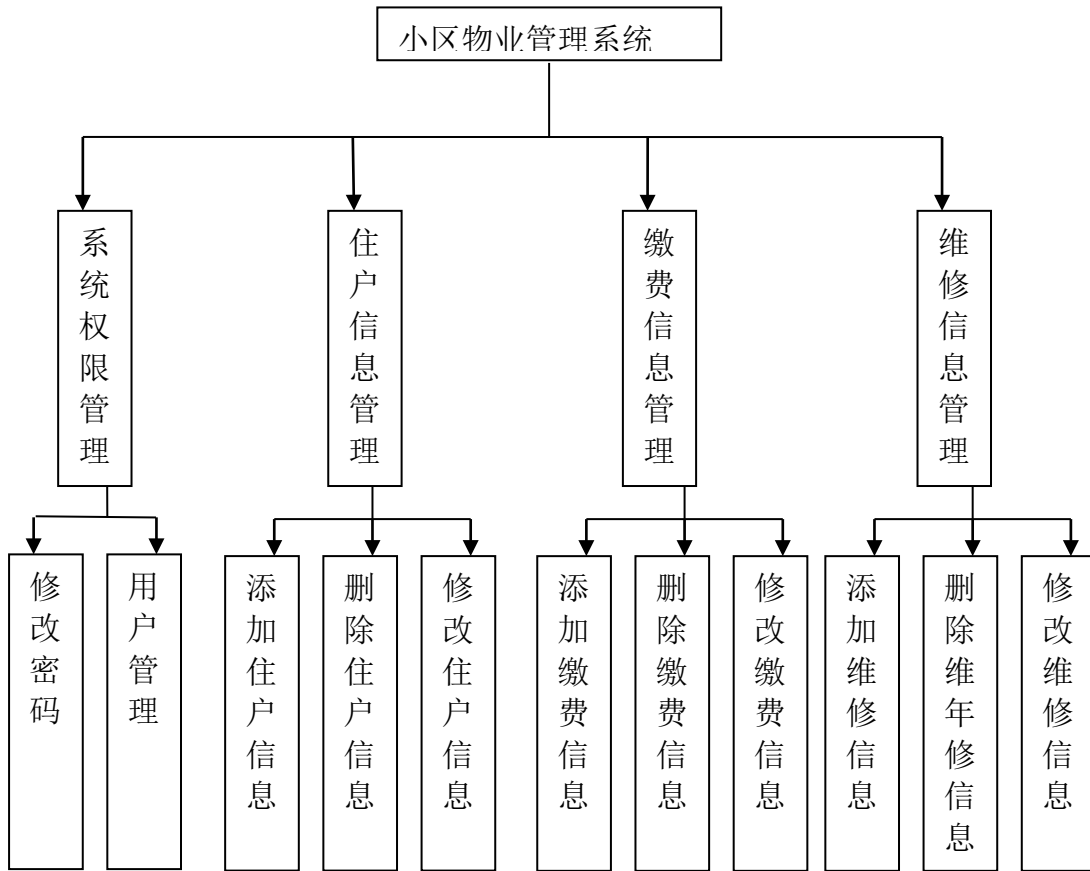 小区物业管理系统
系统权限管理
住户信息管理
缴费信息管理
维修信息管理
修改密码
用户管理
添加住户信息
删除住户信息
修改住户信息
添加缴费信息
删除缴费信息
修改缴费信息
添加维修信息
删除维年修信息
修改维修信息